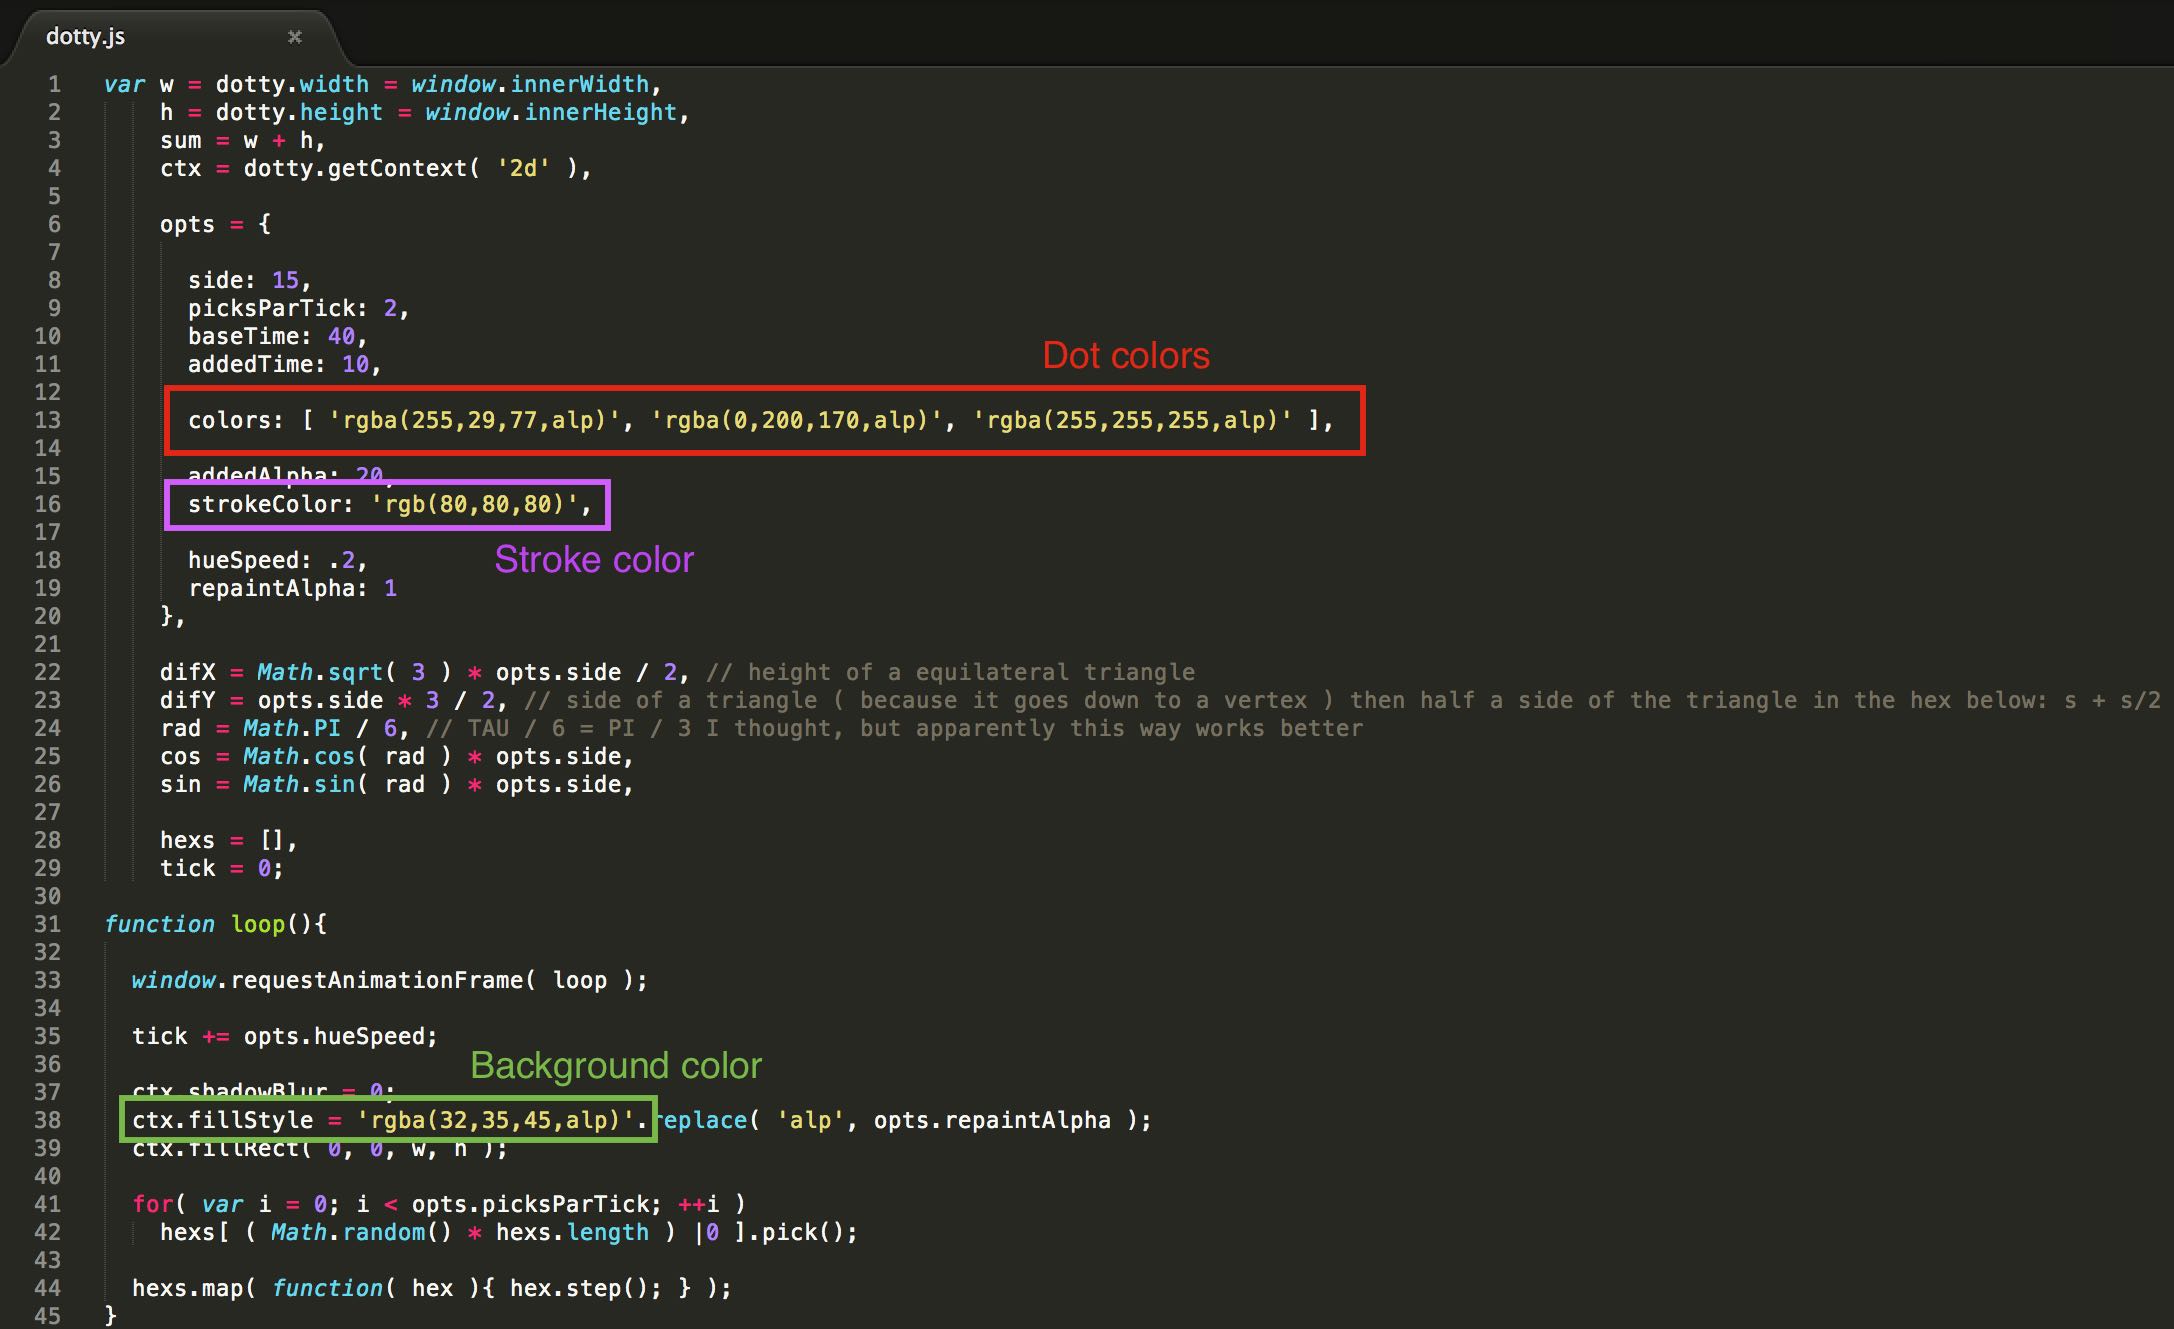 dotty.js ×
1 var w = dotty.width = window.innerWidth,
2 h = dotty.height = window.innerHeight,
3 sum = w + h,
4 ctx = dotty.getContext( '2d' ),
5
6 opts = {
7
8 side: 15,
9 picksParTick: 2,
10 baseTime: 40,
11 addedTime: 10,
Dot colors
12
13 colors: [ 'rgba(255,29,77,alp)', 'rgba(0,200,170,alp)', 'rgba(255,255,255,alp)' ],
14
15 addedAlpha: 20,
16 strokeColor: 'rgb(80,80,80)',
17
Stroke color
18 hueSpeed: .2,
19 repaintAlpha: 1
20 },
21
22 difX = Math.sqrt( 3 ) * opts.side / 2, // height of a equilateral triangle
23 difY = opts.side * 3 / 2, // side of a triangle ( because it goes down to a vertex ) then half a side of the triangle in the hex below: s + s/2
24 rad = Math.PI / 6, // TAU / 6 = PI / 3 I thought, but apparently this way works better
25 cos = Math.cos( rad ) * opts.side,
26 sin = Math.sin( rad ) * opts.side,
27
28 hexs = [],
29 tick = 0;
30
31 function loop(){
32
33 window.requestAnimationFrame( loop );
34
35 tick += opts.hueSpeed;
36
Background color
37 ctx.shadowBlur = 0;
38 ctx.fillStyle = 'rgba(32,35,45,alp)'.replace( 'alp', opts.repaintAlpha );
39 ctx.fillRect( 0, 0, w, h );
40
41 for( var i = 0; i < opts.picksParTick; ++i )
42 hexs[ ( Math.random() * hexs.length ) |0 ].pick();
43
44 hexs.map( function( hex ){ hex.step(); } );
45 }